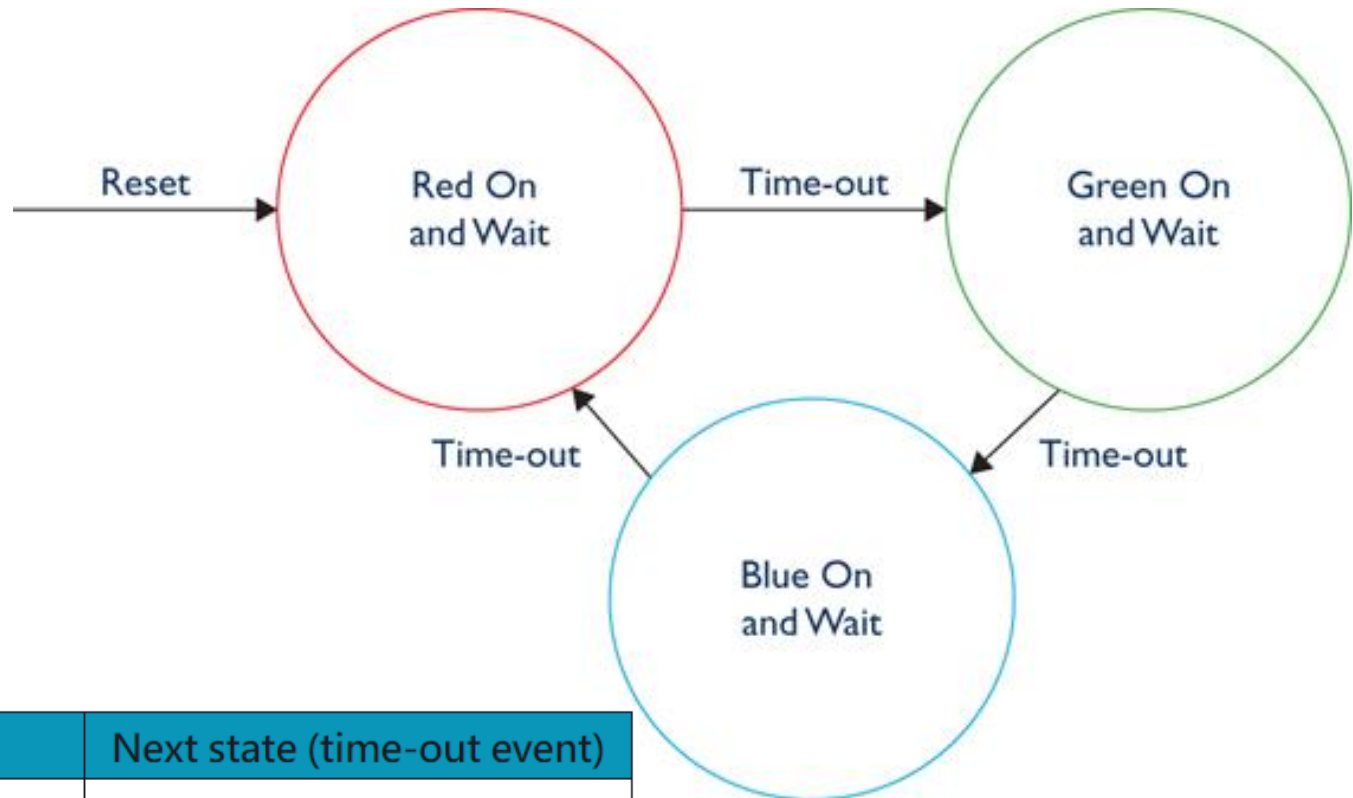 Reset
Red On
and Wait
Time-out
Green On
and Wait
Time-out
Time-out
Blue On
and Wait
Next state (time-out event)